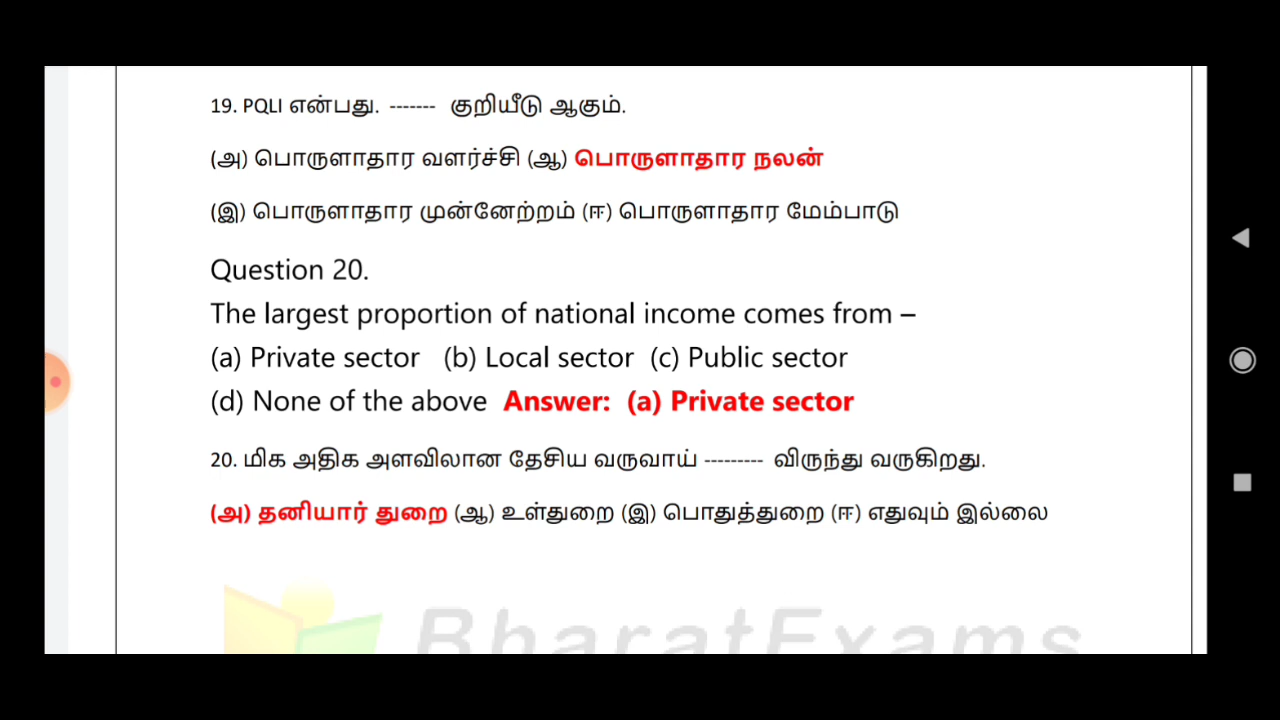 19. PQLI என்பது. ------- குறியீடு ஆகும்.
(அ) பொருளாதார வளர்ச்சி (ஆ) பொருளாதார நலன்
(இ) பொருளாதார முன்னேற்றம் (ஈ) பொருளாதார மேம்பாடு
Question 20.
The largest proportion of national income comes from –
(a) Private sector (b) Local sector (c) Public sector
(d) None of the above Answer: (a) Private sector
20. மிக அதிக அளவிலான தேசிய வருவாய் --------- விருந்து வருகிறது.
(அ) தனியார் துறை (ஆ) உள்துறை (இ) பொதுத்துறை (ஈ) எதுவும் இல்லை
BharatExams